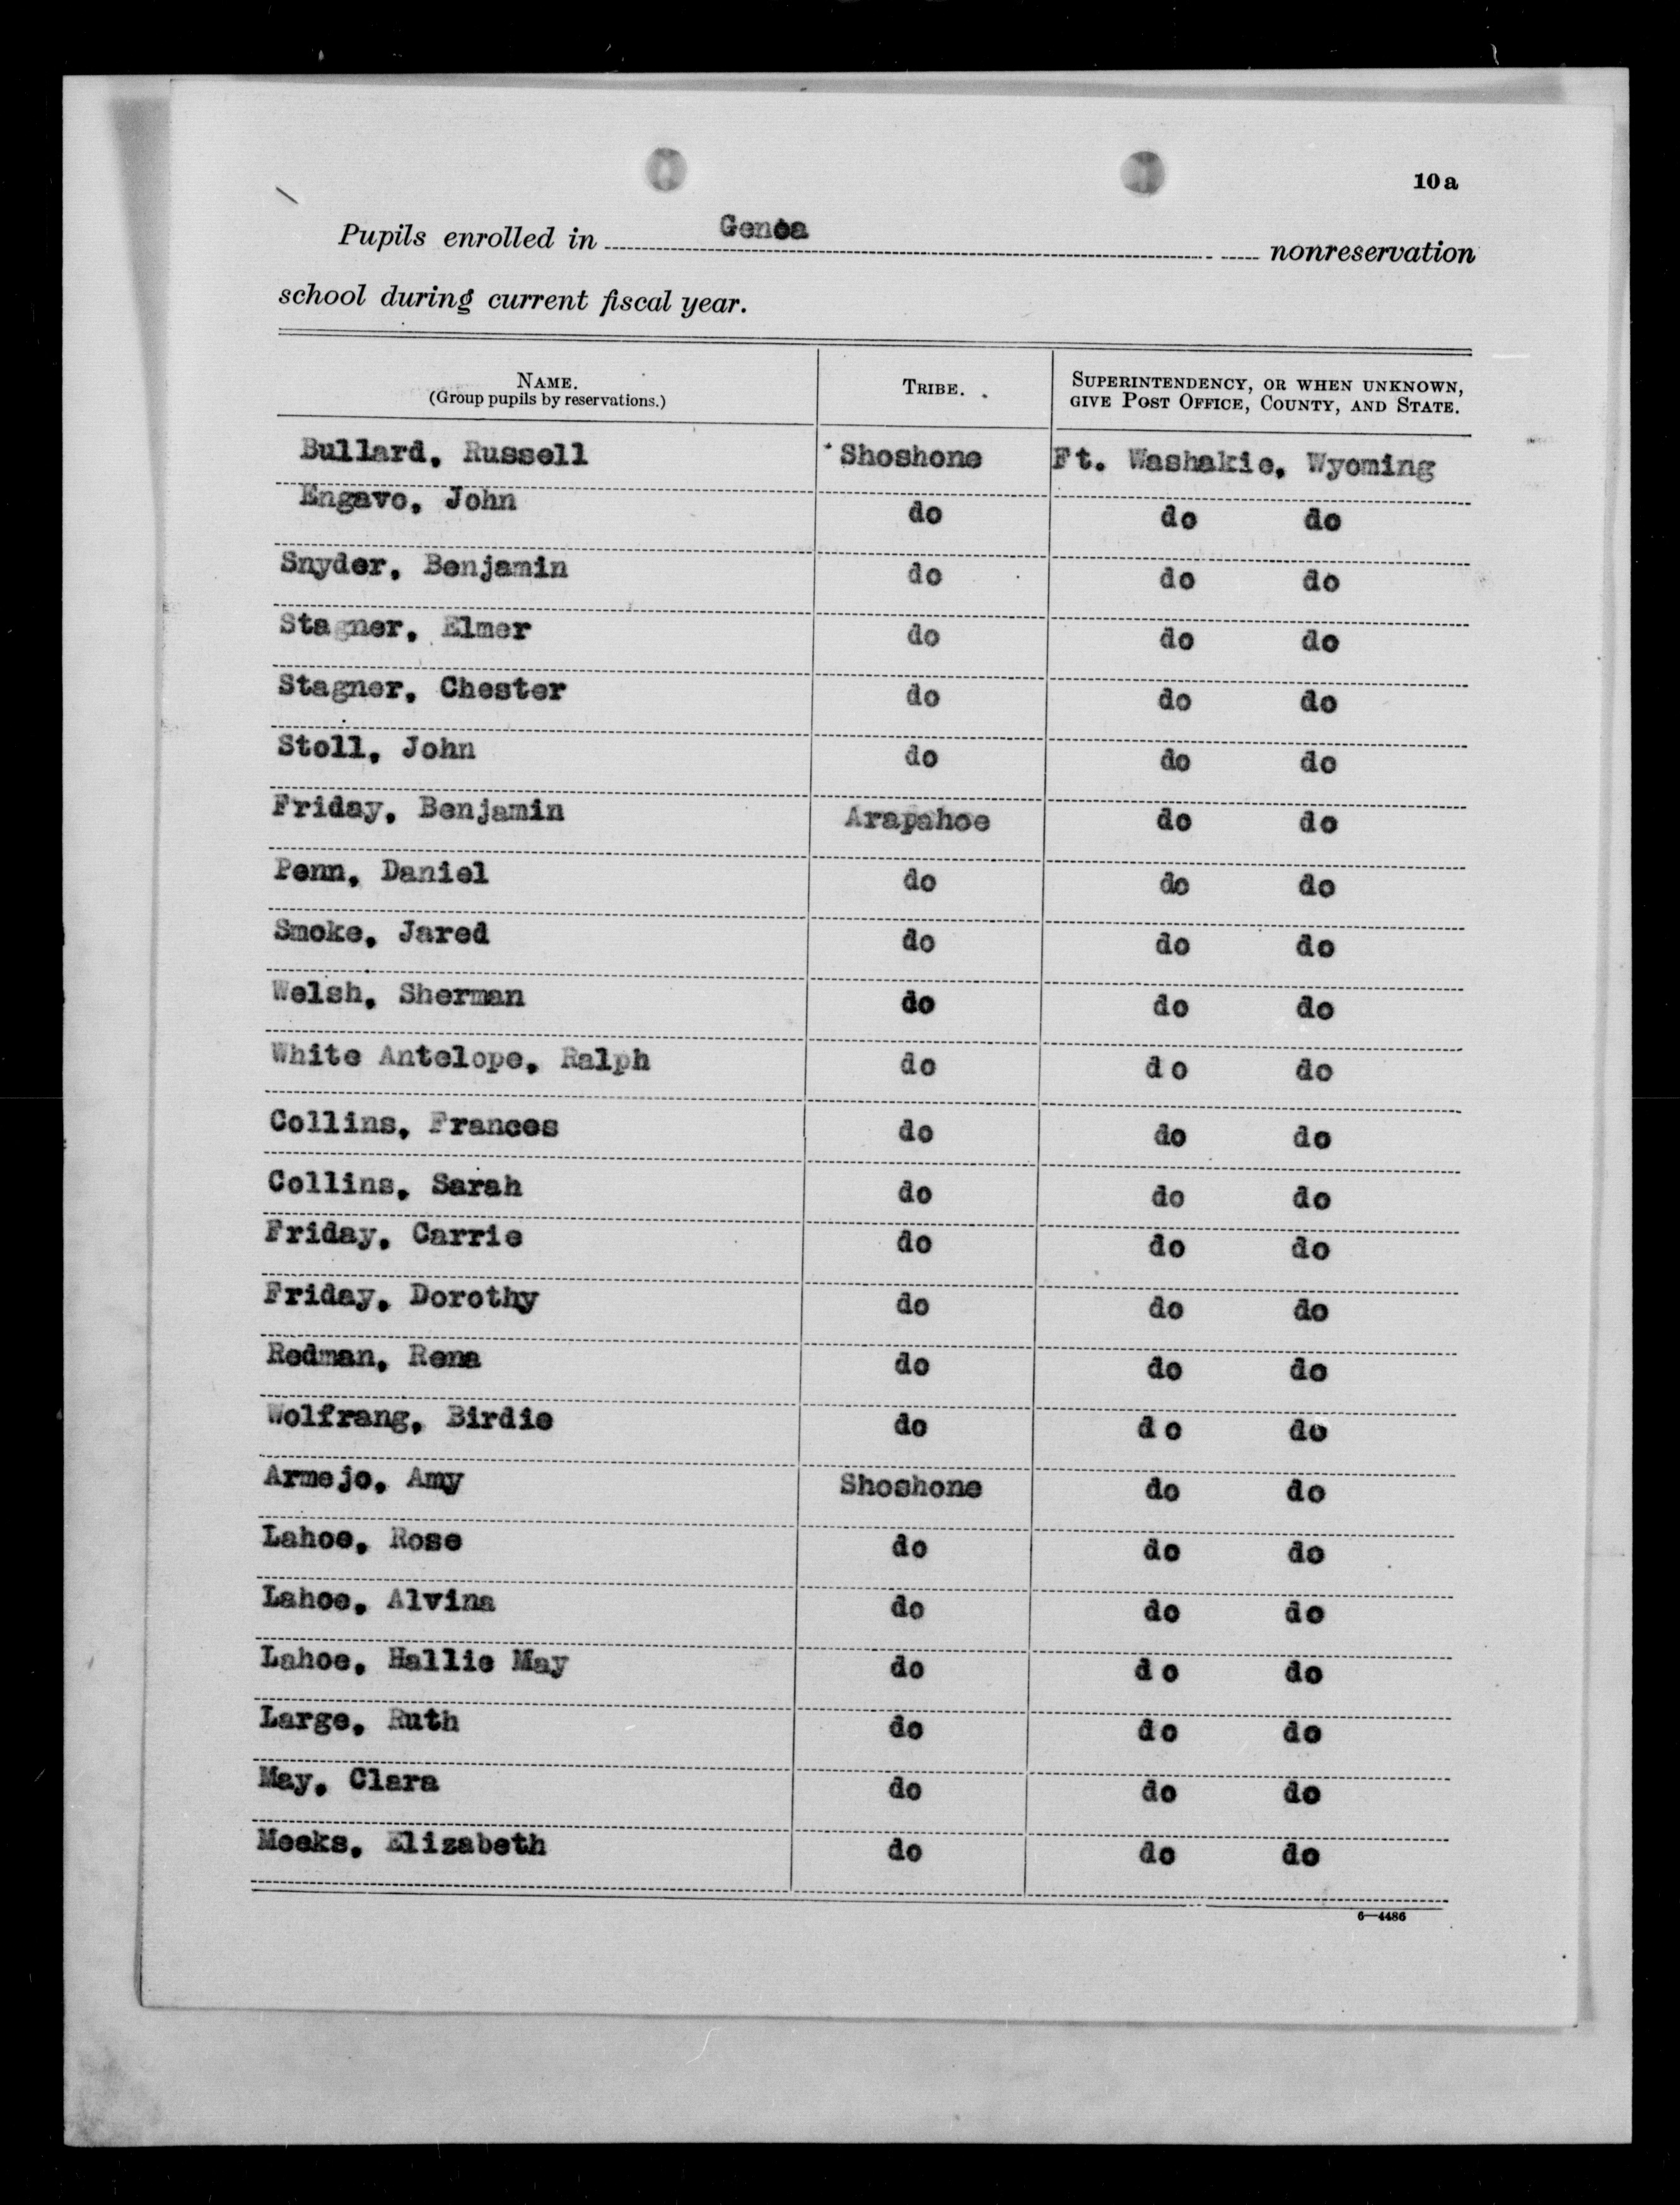 10a
Pupils enrolled in Genoa nonreservation
school during current fiscal year.
NAME. TRIBE. SUPERINTENDENCY, OR WHEN UNKNOWN,
(Group pupils by reservations.) GIVE POST OFFICE, COUNTY, AND STATE.
Bullard, Russell Shoshone Ft. Washakie, Wyoming
Engavo, John do do do
Snyder, Benjamin do do do
Stagner, Elmer do do do
Stagner, Chester do do do
Stoll, John do do do
Friday, Benjamin Arapahoe do do
Penn, Daniel do do do
Smoke, Jared do do do
Welsh, Sherman do do do
White Antelope, Ralph do do do
Collins, Frances do do do
Collins, Sarah do do do
Friday, Carrie do do do
Friday, Dorothy do do do
Redman, Rena do do do
Wolfrang, Birdie do do do
Armejo, Amy Shoshone do do
Lahoe, Rose do do do
Lahoe, Alvina do do do
Lahoe, Hallie May do do do
Large, Ruth do do do
May, Clara do do do
Meeks, Elizabeth do do do
6—4486